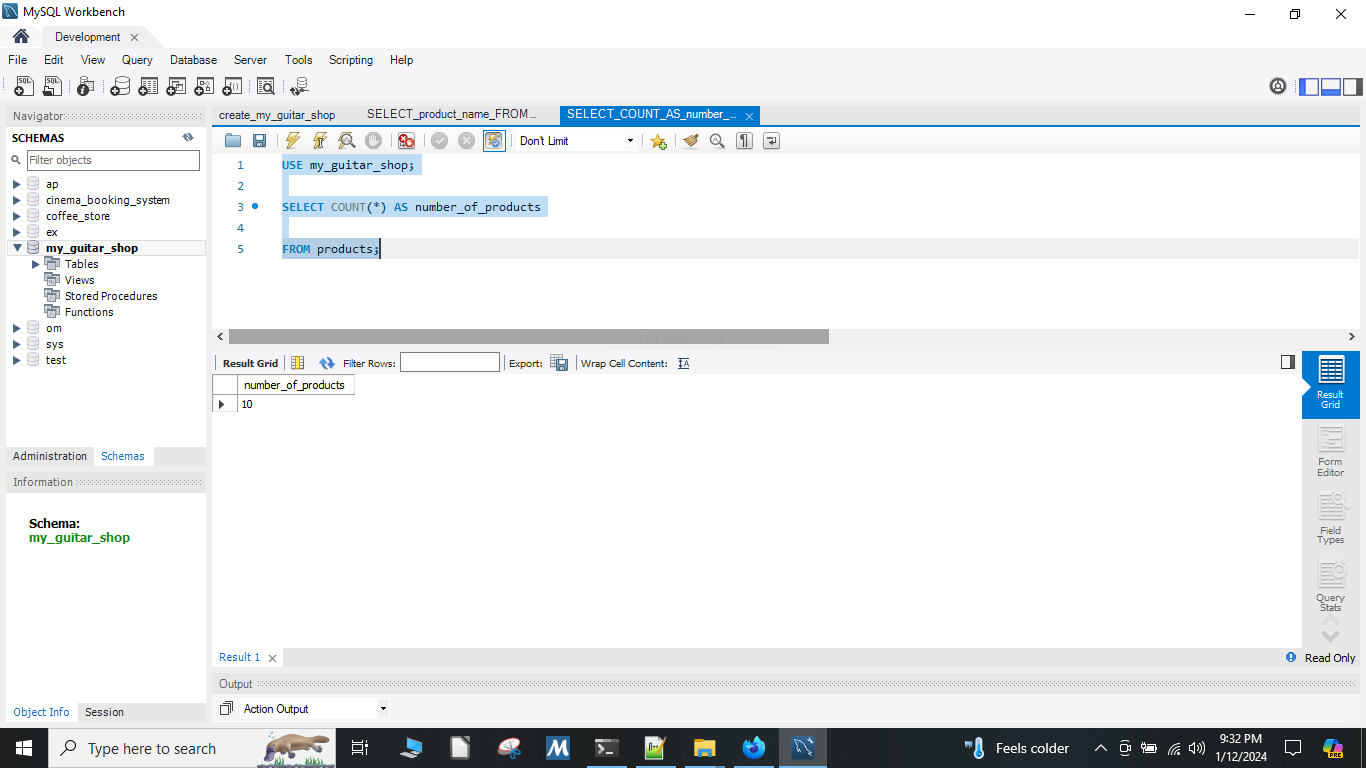 MySQL Workbench
Development
File Edit View Query Database Server Tools Scripting Help
Navigator
SCHEMAS
Filter objects
ap
cinema_booking_system
coffee_store
ex
my_guitar_shop
Tables
Views
Stored Procedures
Functions
om
sys
test
Administration Schemas
Information
Schema:
my_guitar_shop
Object Info Session
create_my_guitar_shop SELECT_product_name_FROM... SELECT_COUNT_AS_number_...
Don't Limit
1 USE my_guitar_shop;
2
3 SELECT COUNT(*) AS number_of_products
4
5 FROM products;
Result Grid Filter Rows: Export: Wrap Cell Content:
number_of_products
10
Result
Grid
Form
Editor
Field
Types
Query
Stats
Result 1
Read Only
Output
Action Output
Type here to search
Feels colder
9:32 PM
1/12/2024